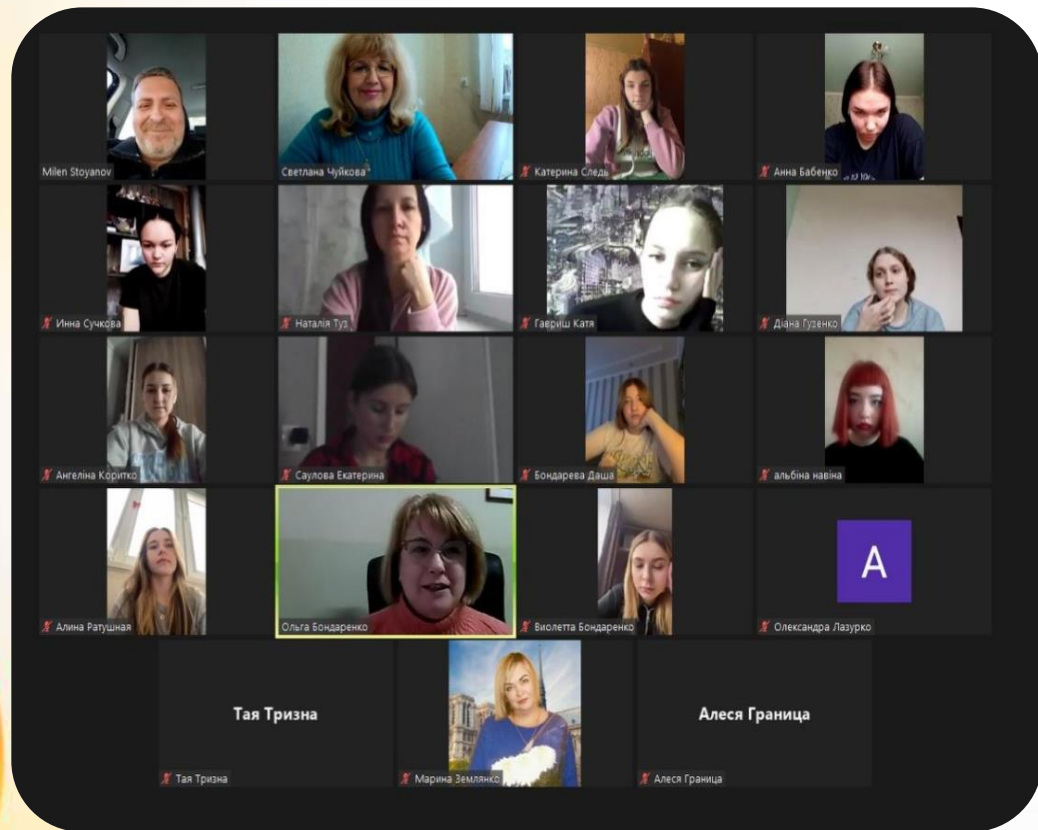 Milen Stoyanov
Светлана Чуйкова
Катерина Следь
Анна Бабенко
Инна Сучкова
Наталія Туз
Гавриш Катя
Діана Гузенко
Ангеліна Коритко
Саулова Екатерина
Бондарева Даша
альбіна навіна
Алина Ратушная
Ольга Бондаренко
Виолетта Бондаренко
A
Олександра Лазурко
Тая Тризна
Тая Тризна
Марина Землянко
Алеся Граница
Алеся Граница